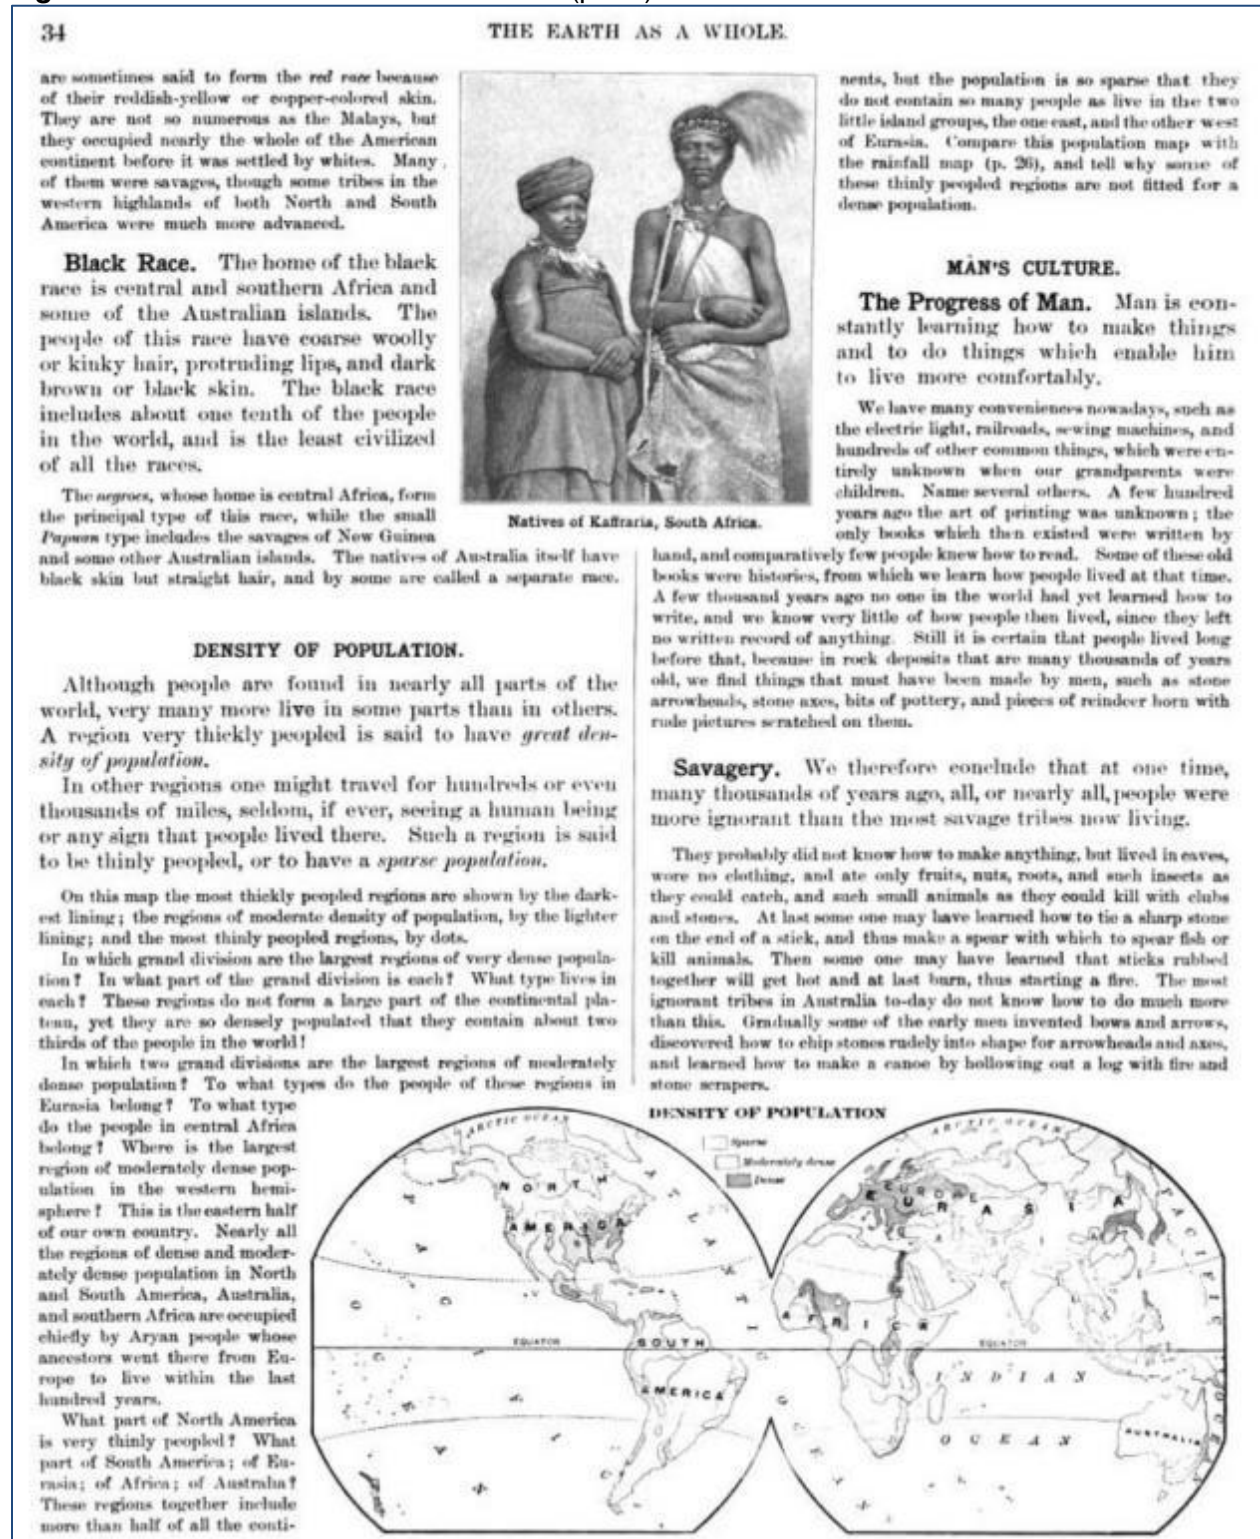 34
THE EARTH AS A WHOLE.
are sometimes said to form the red race because
of their reddish-yellow or copper-colored skin.
They are not so numerous as the Malays, but
they occupied nearly the whole of the American
continent before it was settled by whites. Many
of them were savages, though some tribes in the
western highlands of both North and South
America were much more advanced.
Black Race. The home of the black
race is central and southern Africa and
some of the Australian islands. The
people of this race have coarse woolly
or kinky hair, protruding lips, and dark
brown or black skin. The black race
includes about one tenth of the people
in the world, and is the least civilized
of all the races.
The negroes, whose home is central Africa, form
the principal type of this race, while the small
Papuan type includes the savages of New Guinea
and some other Australian islands. The natives of Australia itself have
black skin but straight hair, and by some are called a separate race.
DENSITY OF POPULATION.
Although people are found in nearly all parts of the
world, very many more live in some parts than in others.
A region very thickly peopled is said to have great den-
sity of population.
In other regions one might travel for hundreds or even
thousands of miles, seldom, if ever, seeing a human being
or any sign that people lived there. Such a region is said
to be thinly peopled, or to have a sparse population.
On this map the most thickly peopled regions are shown by the dark-
est lining; the regions of moderate density of population, by the lighter
lining; and the most thinly peopled regions, by dots.
In which grand division are the largest regions of very dense popula-
tion? In what part of the grand division is each? What type lives in
each? These regions do not form a large part of the continental pla-
teau, yet they are so densely populated that they contain about two
thirds of the people in the world!
In which two grand divisions are the largest regions of moderately
dense population? To what types do the people of these regions in
Eurasia belong? To what type
do the people in central Africa
belong? Where is the largest
region of moderately dense pop-
ulation in the western hemi-
sphere? This is the eastern half
of our own country. Nearly all
the regions of dense and moder-
ately dense population in North
and South America, Australia,
and southern Africa are occupied
chiefly by Aryan people whose
ancestors went there from Eu-
rope to live within the last
hundred years.
What part of North America
is very thinly peopled? What
part of South America; of Eu-
rasia; of Africa; of Australia?
These regions together include
more than half of all the conti-
Natives of Kaffraria, South Africa.
nents, but the population is so sparse that they
do not contain so many people as live in the two
little island groups, the one east, and the other west
of Eurasia. Compare this population map with
the rainfall map (p. 26), and tell why some of
these thinly peopled regions are not fitted for a
dense population.
MAN'S CULTURE.
The Progress of Man. Man is con-
stantly learning how to make things
and to do things which enable him
to live more comfortably.
We have many conveniences nowadays, such as
the electric light, railroads, sewing machines, and
hundreds of other common things, which were en-
tirely unknown when our grandparents were
children. Name several others. A few hundred
years ago the art of printing was unknown; the
only books which then existed were written by
hand, and comparatively few people knew how to read. Some of these old
books were histories, from which we learn how people lived at that time.
A few thousand years ago no one in the world had yet learned how to
write, and we know very little of how people then lived, since they left
no written record of anything. Still it is certain that people lived long
before that, because in rock deposits that are many thousands of years
old, we find things that must have been made by men, such as stone
arrowheads, stone axes, bits of pottery, and pieces of reindeer horn with
rude pictures scratched on them.
Savagery. We therefore conclude that at one time,
many thousands of years ago, all, or nearly all, people were
more ignorant than the most savage tribes now living.
They probably did not know how to make anything, but lived in caves,
wore no clothing, and ate only fruits, nuts, roots, and such insects as
they could catch, and such small animals as they could kill with clubs
and stones. At last some one may have learned how to tie a sharp stone
on the end of a stick, and thus make a spear with which to spear fish or
kill animals. Then some one may have learned that sticks rubbed
together will get hot and at last burn, thus starting a fire. The most
ignorant tribes in Australia to-day do not know how to do much more
than this. Gradually some of the early men invented bows and arrows,
discovered how to chip stones rudely into shape for arrowheads and axes,
and learned how to make a canoe by hollowing out a log with fire and
stone scrapers.
DENSITY OF POPULATION
Sparse
Moderately dense
Dense
ARCTIC OCEAN
NORTH
AMERICA
EQUATOR
SOUTH
AMERICA
ARCTIC OCEAN
EUROPE
EURASIA
AFRICA
EQUATOR
INDIAN
OCEAN
AUSTRALIA
PACIFIC